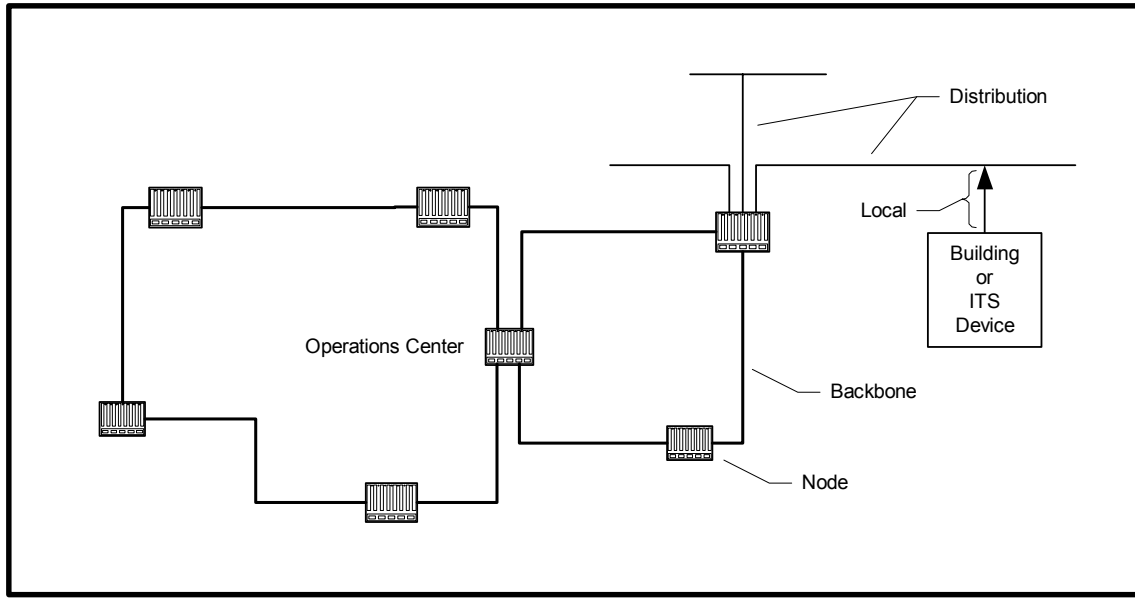 Distribution
Local
Building
or
ITS
Device
Operations Center
Backbone
Node